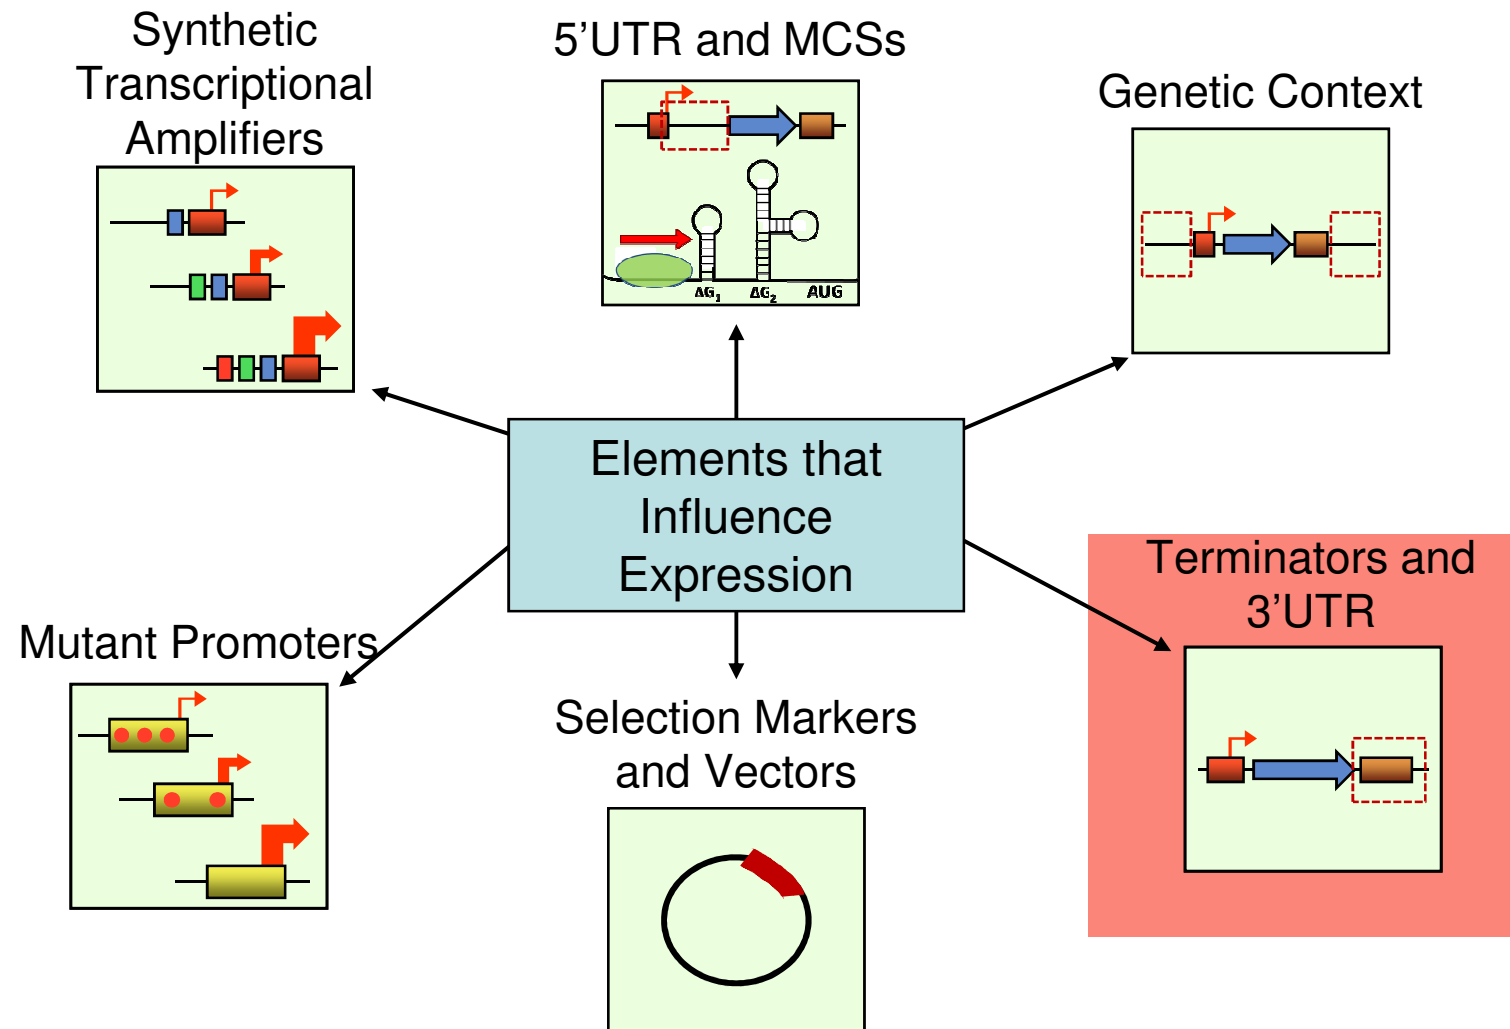 Synthetic
Transcriptional
Amplifiers
5’UTR and MCSs
ΔG₁ ΔG₂ AUG
Genetic Context
Elements that
Influence
Expression
Mutant Promoters
Selection Markers
and Vectors
Terminators and
3’UTR